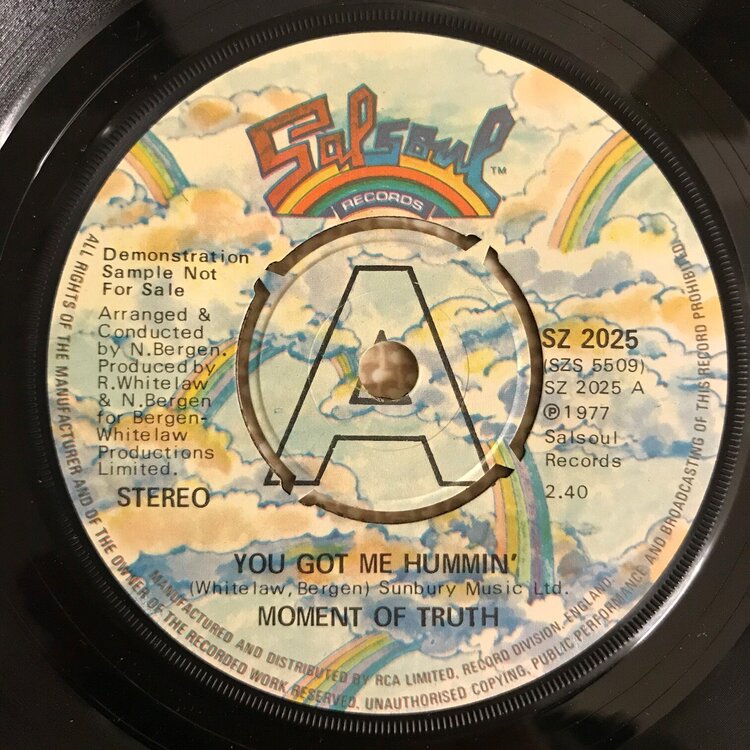 Salsoul
TM
RECORDS
Demonstration
Sample Not
For Sale
Arranged &
Conducted
by N.Bergen.
Produced by
R.Whitelaw
& N.Bergen
for Bergen-
Whitelaw
Productions
Limited.
STEREO
A
SZ 2025
(SZS 5509)
SZ 2025 A
℗1977
Salsoul
Records
2.40
YOU GOT ME HUMMIN'
(Whitelaw, Bergen) Sunbury Music Ltd.
MOMENT OF TRUTH
MANUFACTURED AND DISTRIBUTED BY RCA LIMITED, RECORD DIVISION, ENGLAND.
ALL RIGHTS OF THE MANUFACTURER AND OF THE OWNER OF THE RECORDED WORK RESERVED. UNAUTHORISED COPYING, PUBLIC PERFORMANCE AND BROADCASTING OF THIS RECORD PROHIBITED.